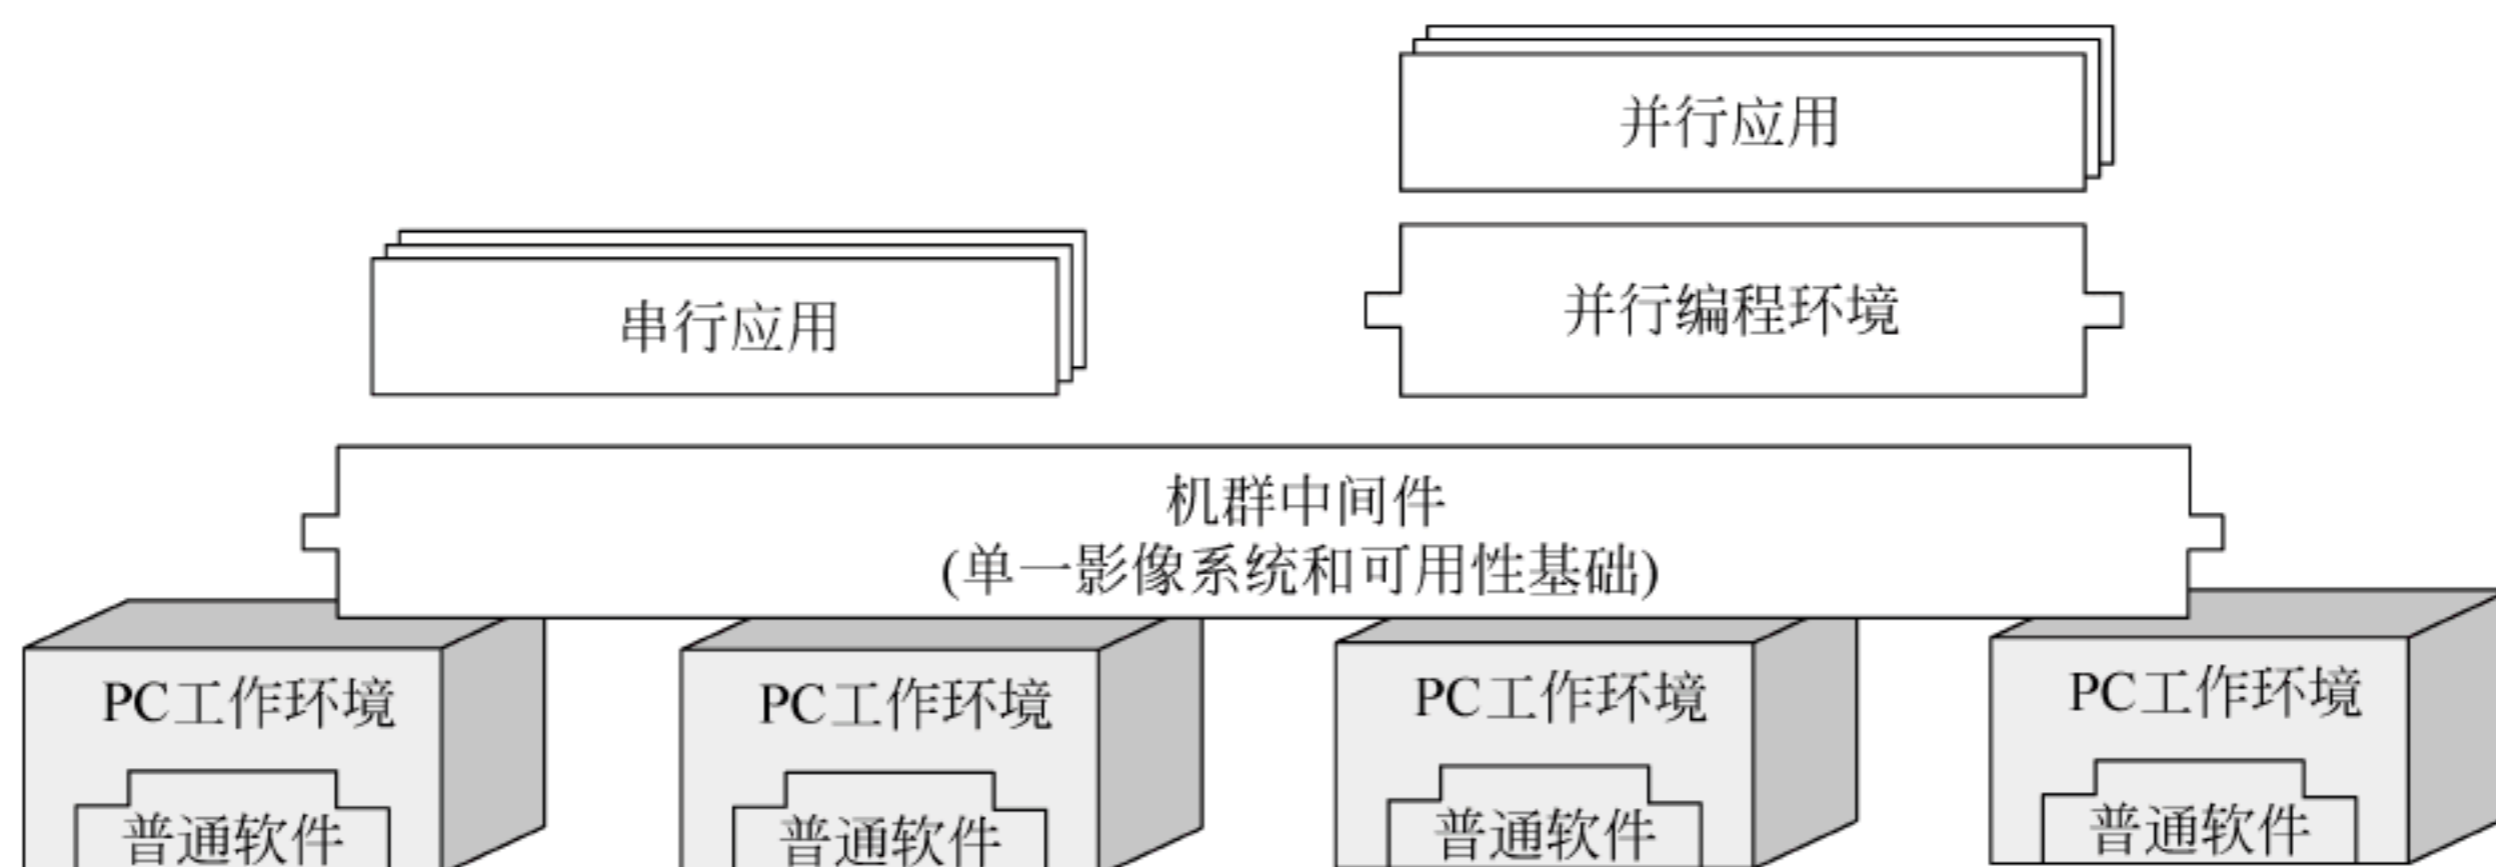 并行应用
串行应用
并行编程环境
机群中间件
(单一影像系统和可用性基础)
PC工作环境
PC工作环境
PC工作环境
PC工作环境
普通软件
普通软件
普通软件
普通软件